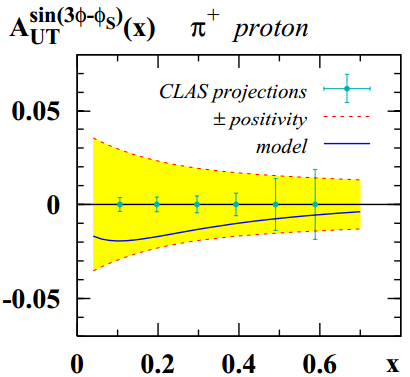 A_UT^sin(3ϕ-ϕ_S)(x) π^+ proton
CLAS projections
± positivity
model
0.05
0
-0.05
0 0.2 0.4 0.6 x